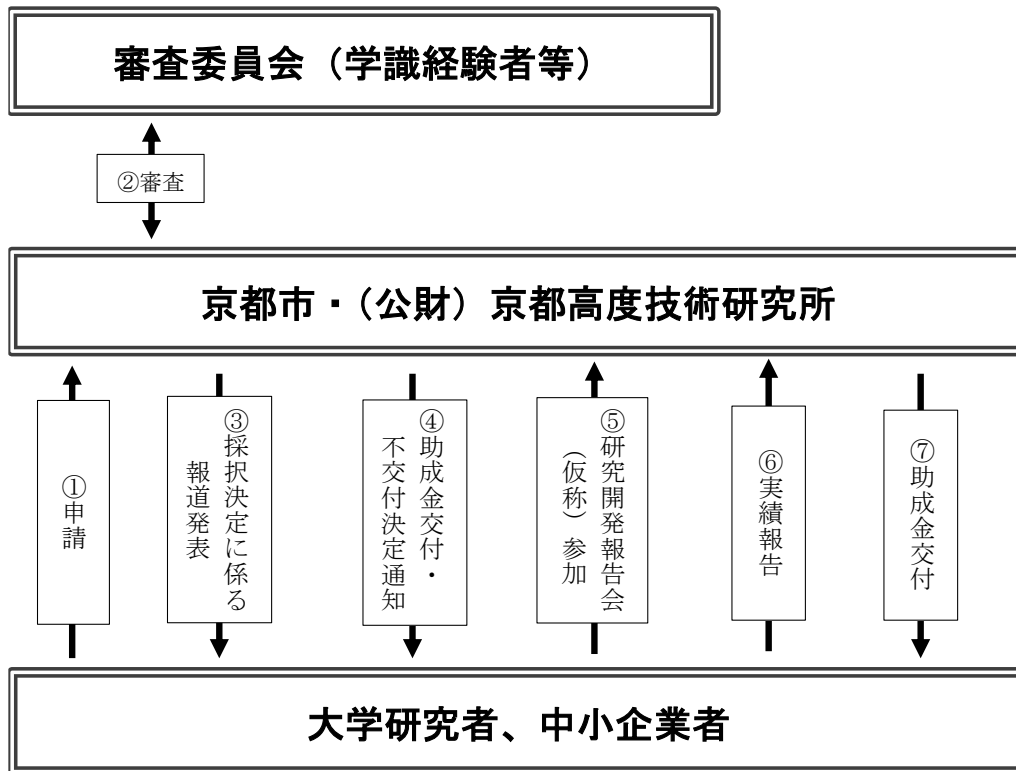 審査委員会（学識経験者等）
②審査
京都市・（公財）京都高度技術研究所
①申請
③採択決定に係る
報道発表
④助成金交付・
不交付決定通知
⑤研究開発報告会
（仮称）参加
⑥実績報告
⑦助成金交付
大学研究者、中小企業者